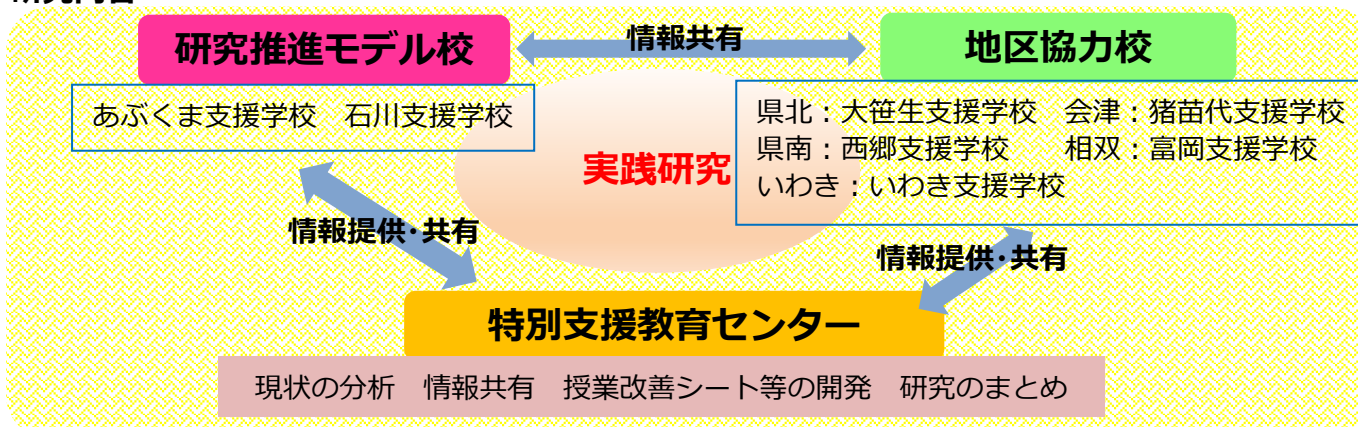 研究推進モデル校
情報共有
地区協力校
あぶくま支援学校　石川支援学校
県北：大笹生支援学校　会津：猪苗代支援学校
県南：西郷支援学校　　相双：富岡支援学校
いわき：いわき支援学校
実践研究
情報提供･共有
情報提供･共有
特別支援教育センター
現状の分析　情報共有　授業改善シート等の開発　研究のまとめ